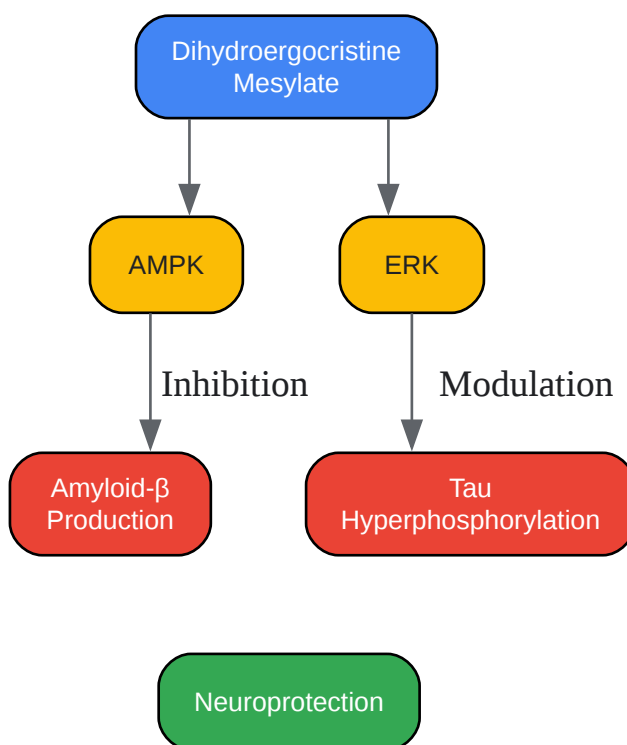 Dihydroergocristine
Mesylate
AMPK
ERK
Inhibition
Modulation
Amyloid-β
Production
Tau
Hyperphosphorylation
Neuroprotection